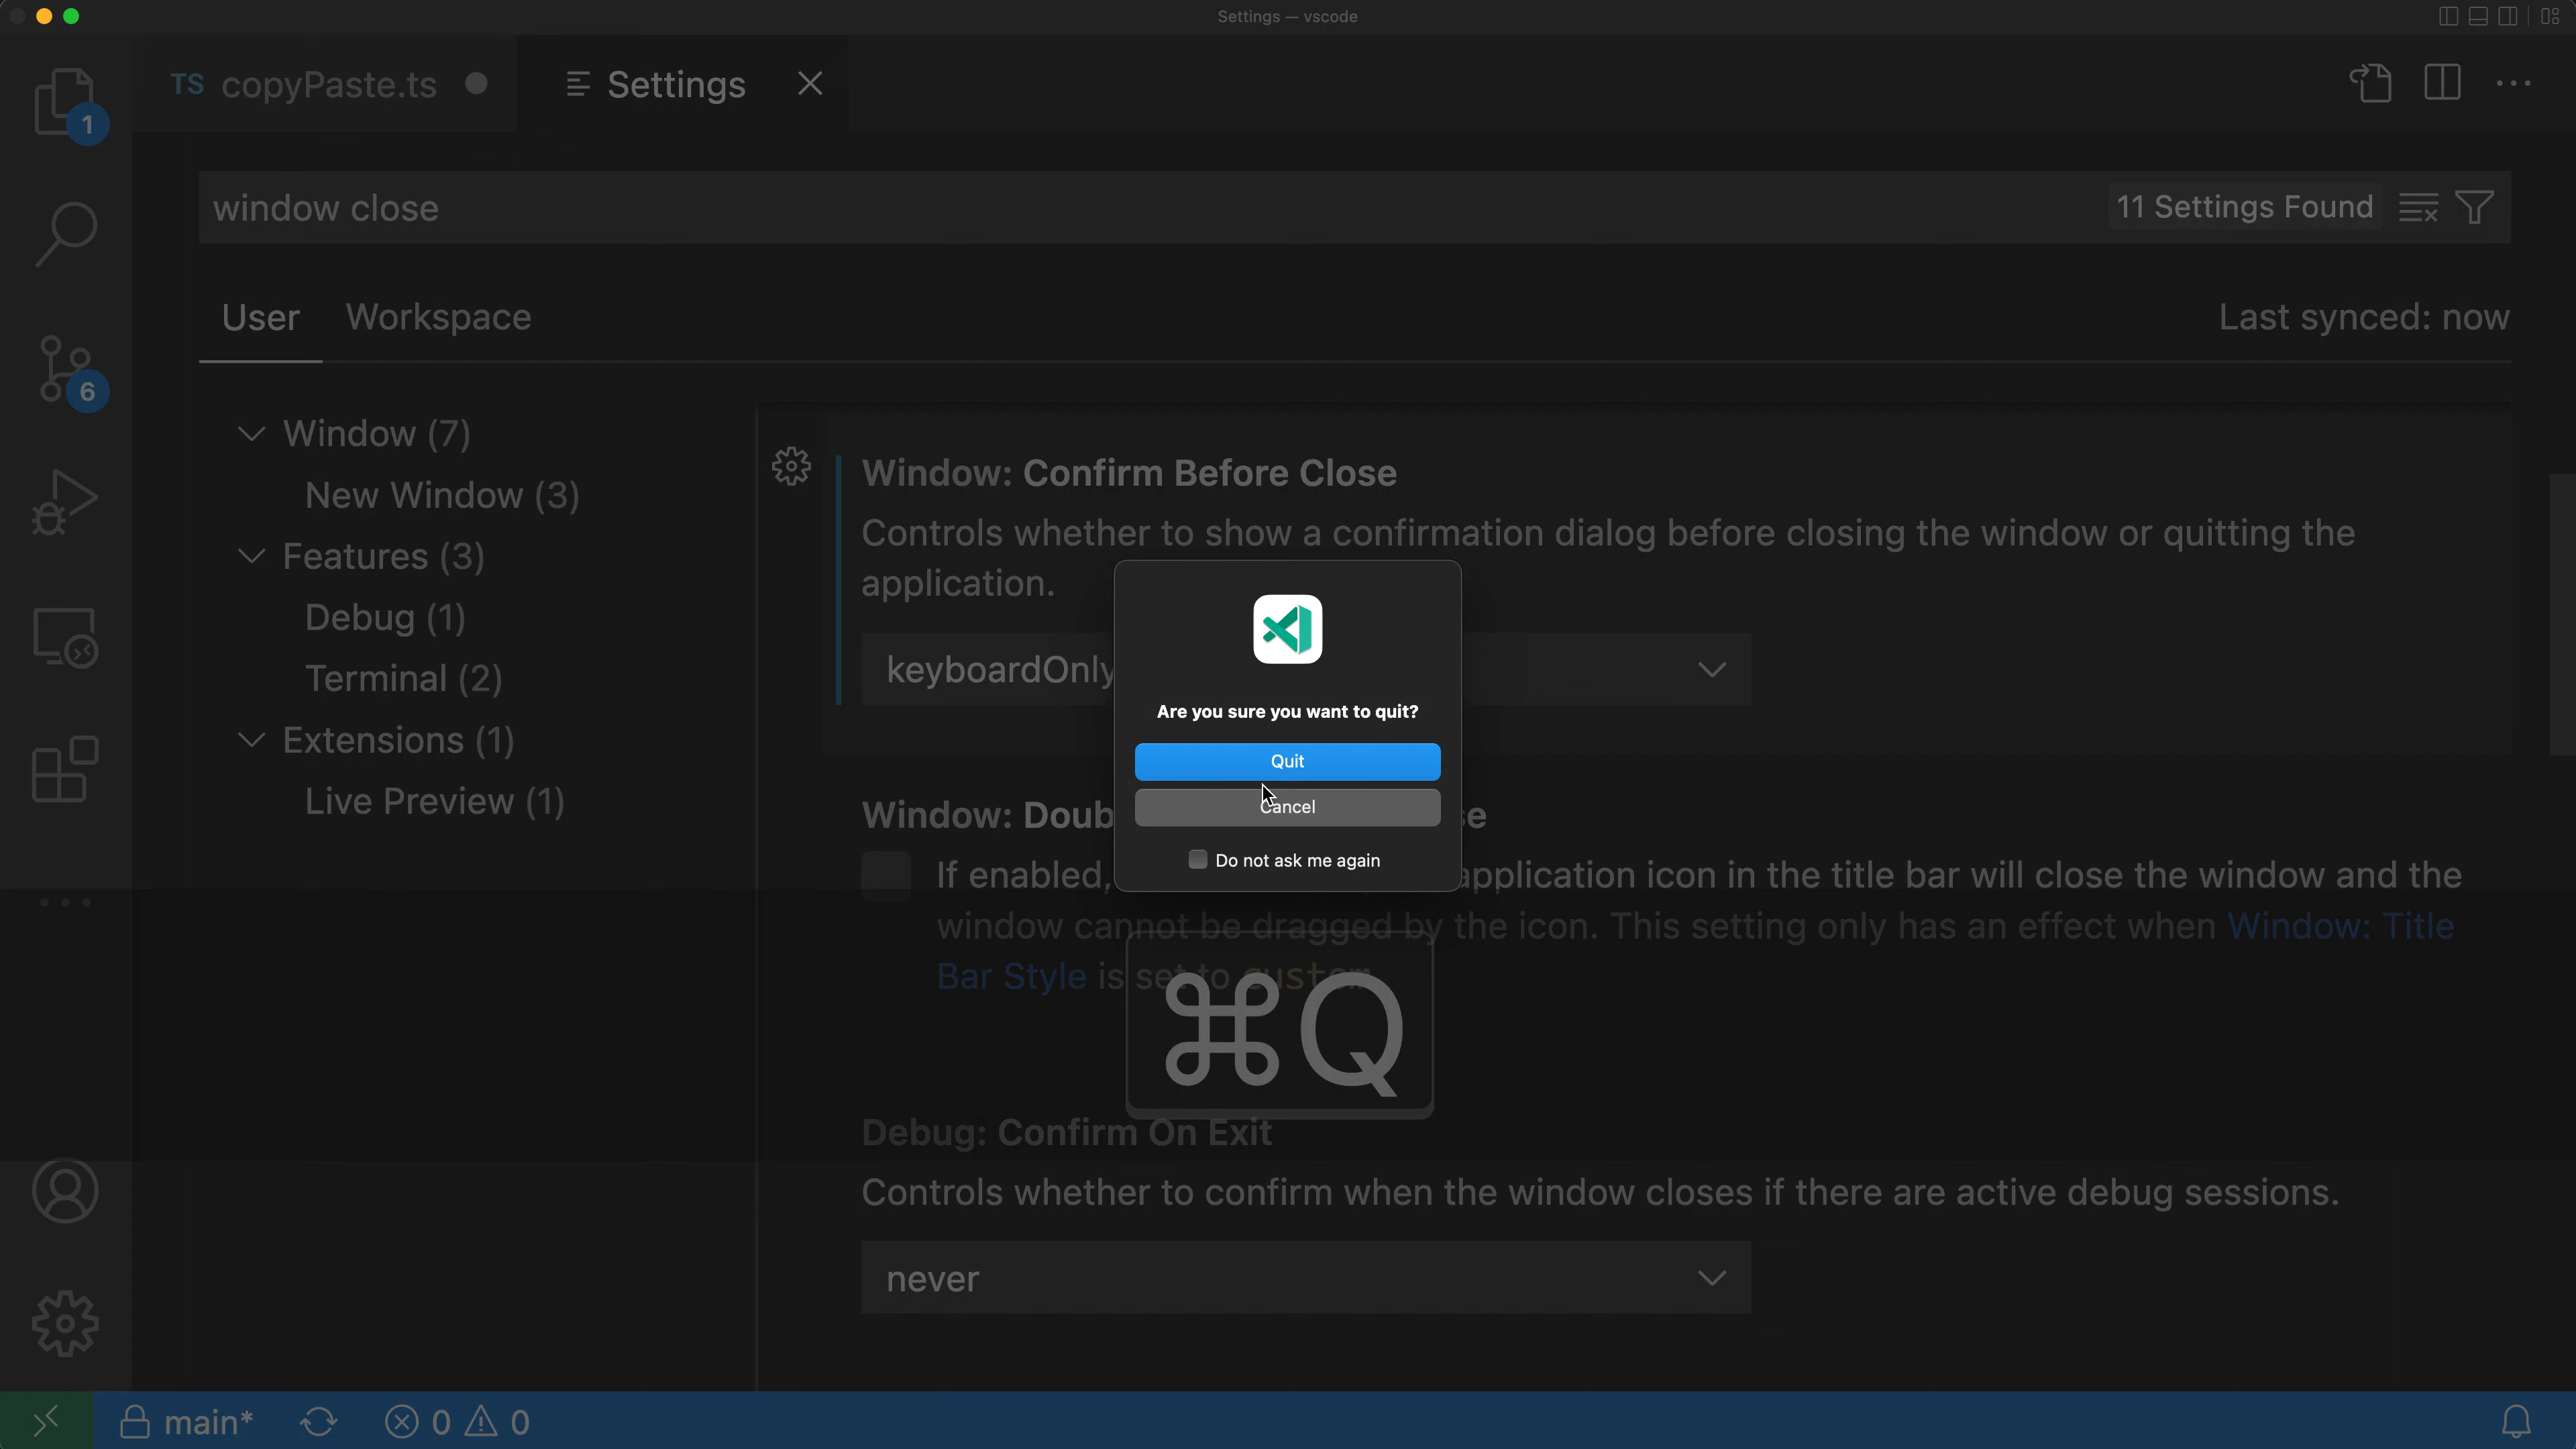 Settings — vscode
TS copyPaste.ts
Settings
1
window close
11 Settings Found
User
Workspace
Last synced: now
6
Window (7)
New Window (3)
Features (3)
Debug (1)
Terminal (2)
Extensions (1)
Live Preview (1)
Window: Confirm Before Close
Controls whether to show a confirmation dialog before closing the window or quitting the
application.
keyboardOnly
Are you sure you want to quit?
Quit
Cancel
Do not ask me again
Window: Doub
se
If enabled,
application icon in the title bar will close the window and the
window cannot be dragged by the icon. This setting only has an effect when Window: Title
Bar Style is set to custom.
⌘Q
Debug: Confirm On Exit
Controls whether to confirm when the window closes if there are active debug sessions.
never
main*
0
0